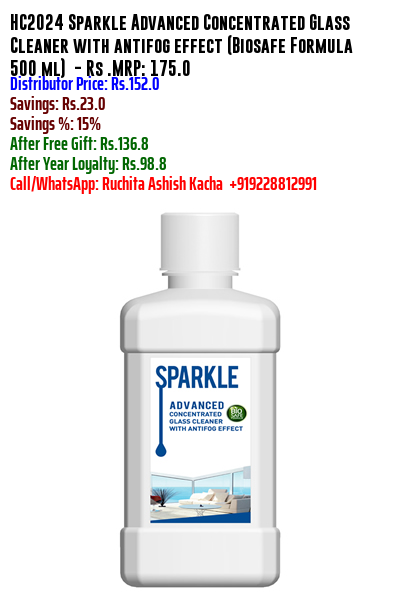 HC2024 Sparkle Advanced Concentrated Glass
Cleaner with antifog effect (Biosafe Formula
500 ml)  - Rs .MRP: 175.0
Distributor Price: Rs.152.0
Savings: Rs.23.0
Savings %: 15%
After Free Gift: Rs.136.8
After Year Loyalty: Rs.98.8
Call/WhatsApp: Ruchita Ashish Kacha  +919228812991
SPARKLE
ADVANCED
CONCENTRATED
GLASS CLEANER
WITH ANTIFOG EFFECT
Bio